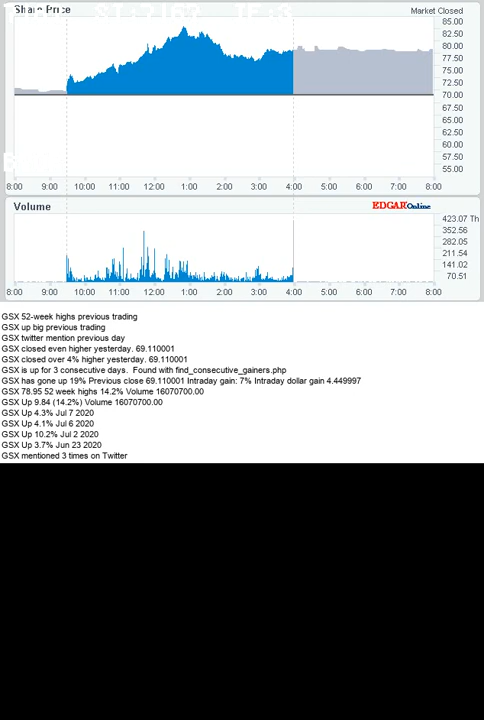 Share Price
Market Closed
85.00
82.50
80.00
77.50
75.00
72.50
70.00
67.50
65.00
62.50
60.00
57.50
55.00
8:00 9:00 10:00 11:00 12:00 1:00 2:00 3:00 4:00 5:00 6:00 7:00 8:00
Volume
EDGAR Online
423.07 Th
352.56
282.05
211.54
141.02
70.51
8:00 9:00 10:00 11:00 12:00 1:00 2:00 3:00 4:00 5:00 6:00 7:00 8:00
GSX 52-week highs previous trading
GSX up big previous trading
GSX twitter mention previous day
GSX closed even higher yesterday. 69.110001
GSX closed over 4% higher yesterday. 69.110001
GSX is up for 3 consecutive days. Found with find_consecutive_gainers.php
GSX has gone up 19% Previous close 69.110001 Intraday gain: 7% Intraday dollar gain 4.449997
GSX 78.95 52 week highs 14.2% Volume 16070700.00
GSX Up 9.84 (14.2%) Volume 16070700.00
GSX Up 4.3% Jul 7 2020
GSX Up 4.1% Jul 6 2020
GSX Up 10.2% Jul 2 2020
GSX Up 3.7% Jun 23 2020
GSX mentioned 3 times on Twitter